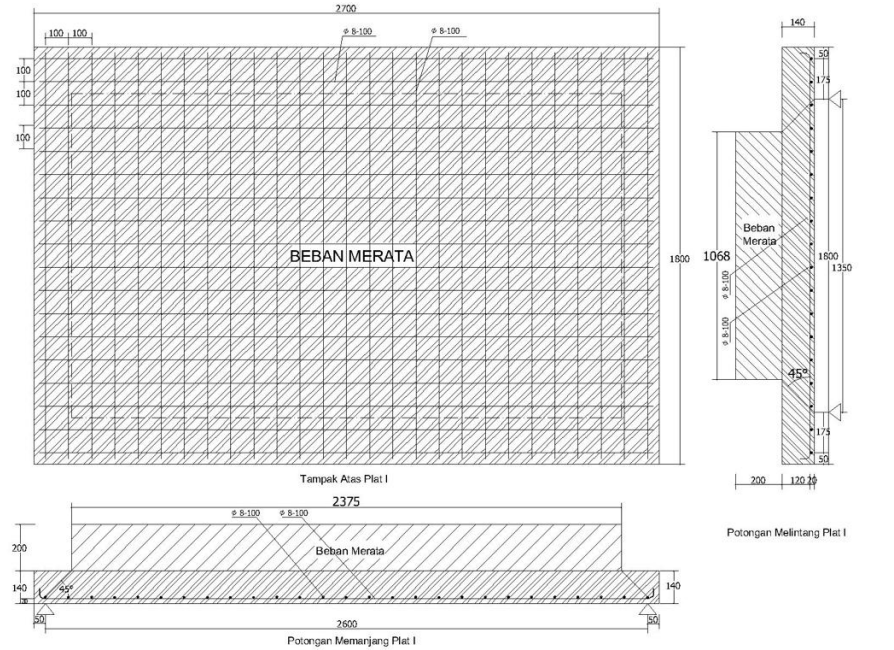 2700
ϕ 8-100
ϕ 8-100
100
100
100
100
100
BEBAN MERATA
1800
Tampak Atas Plat I
140
50
175
Beban
Merata
1068
1800
1350
ϕ 8-100
ϕ 8-100
45°
175
50
200
120
20
Potongan Melintang Plat I
2375
ϕ 8-100
ϕ 8-100
200
Beban Merata
140
20
45°
140
50
2600
50
Potongan Memanjang Plat I